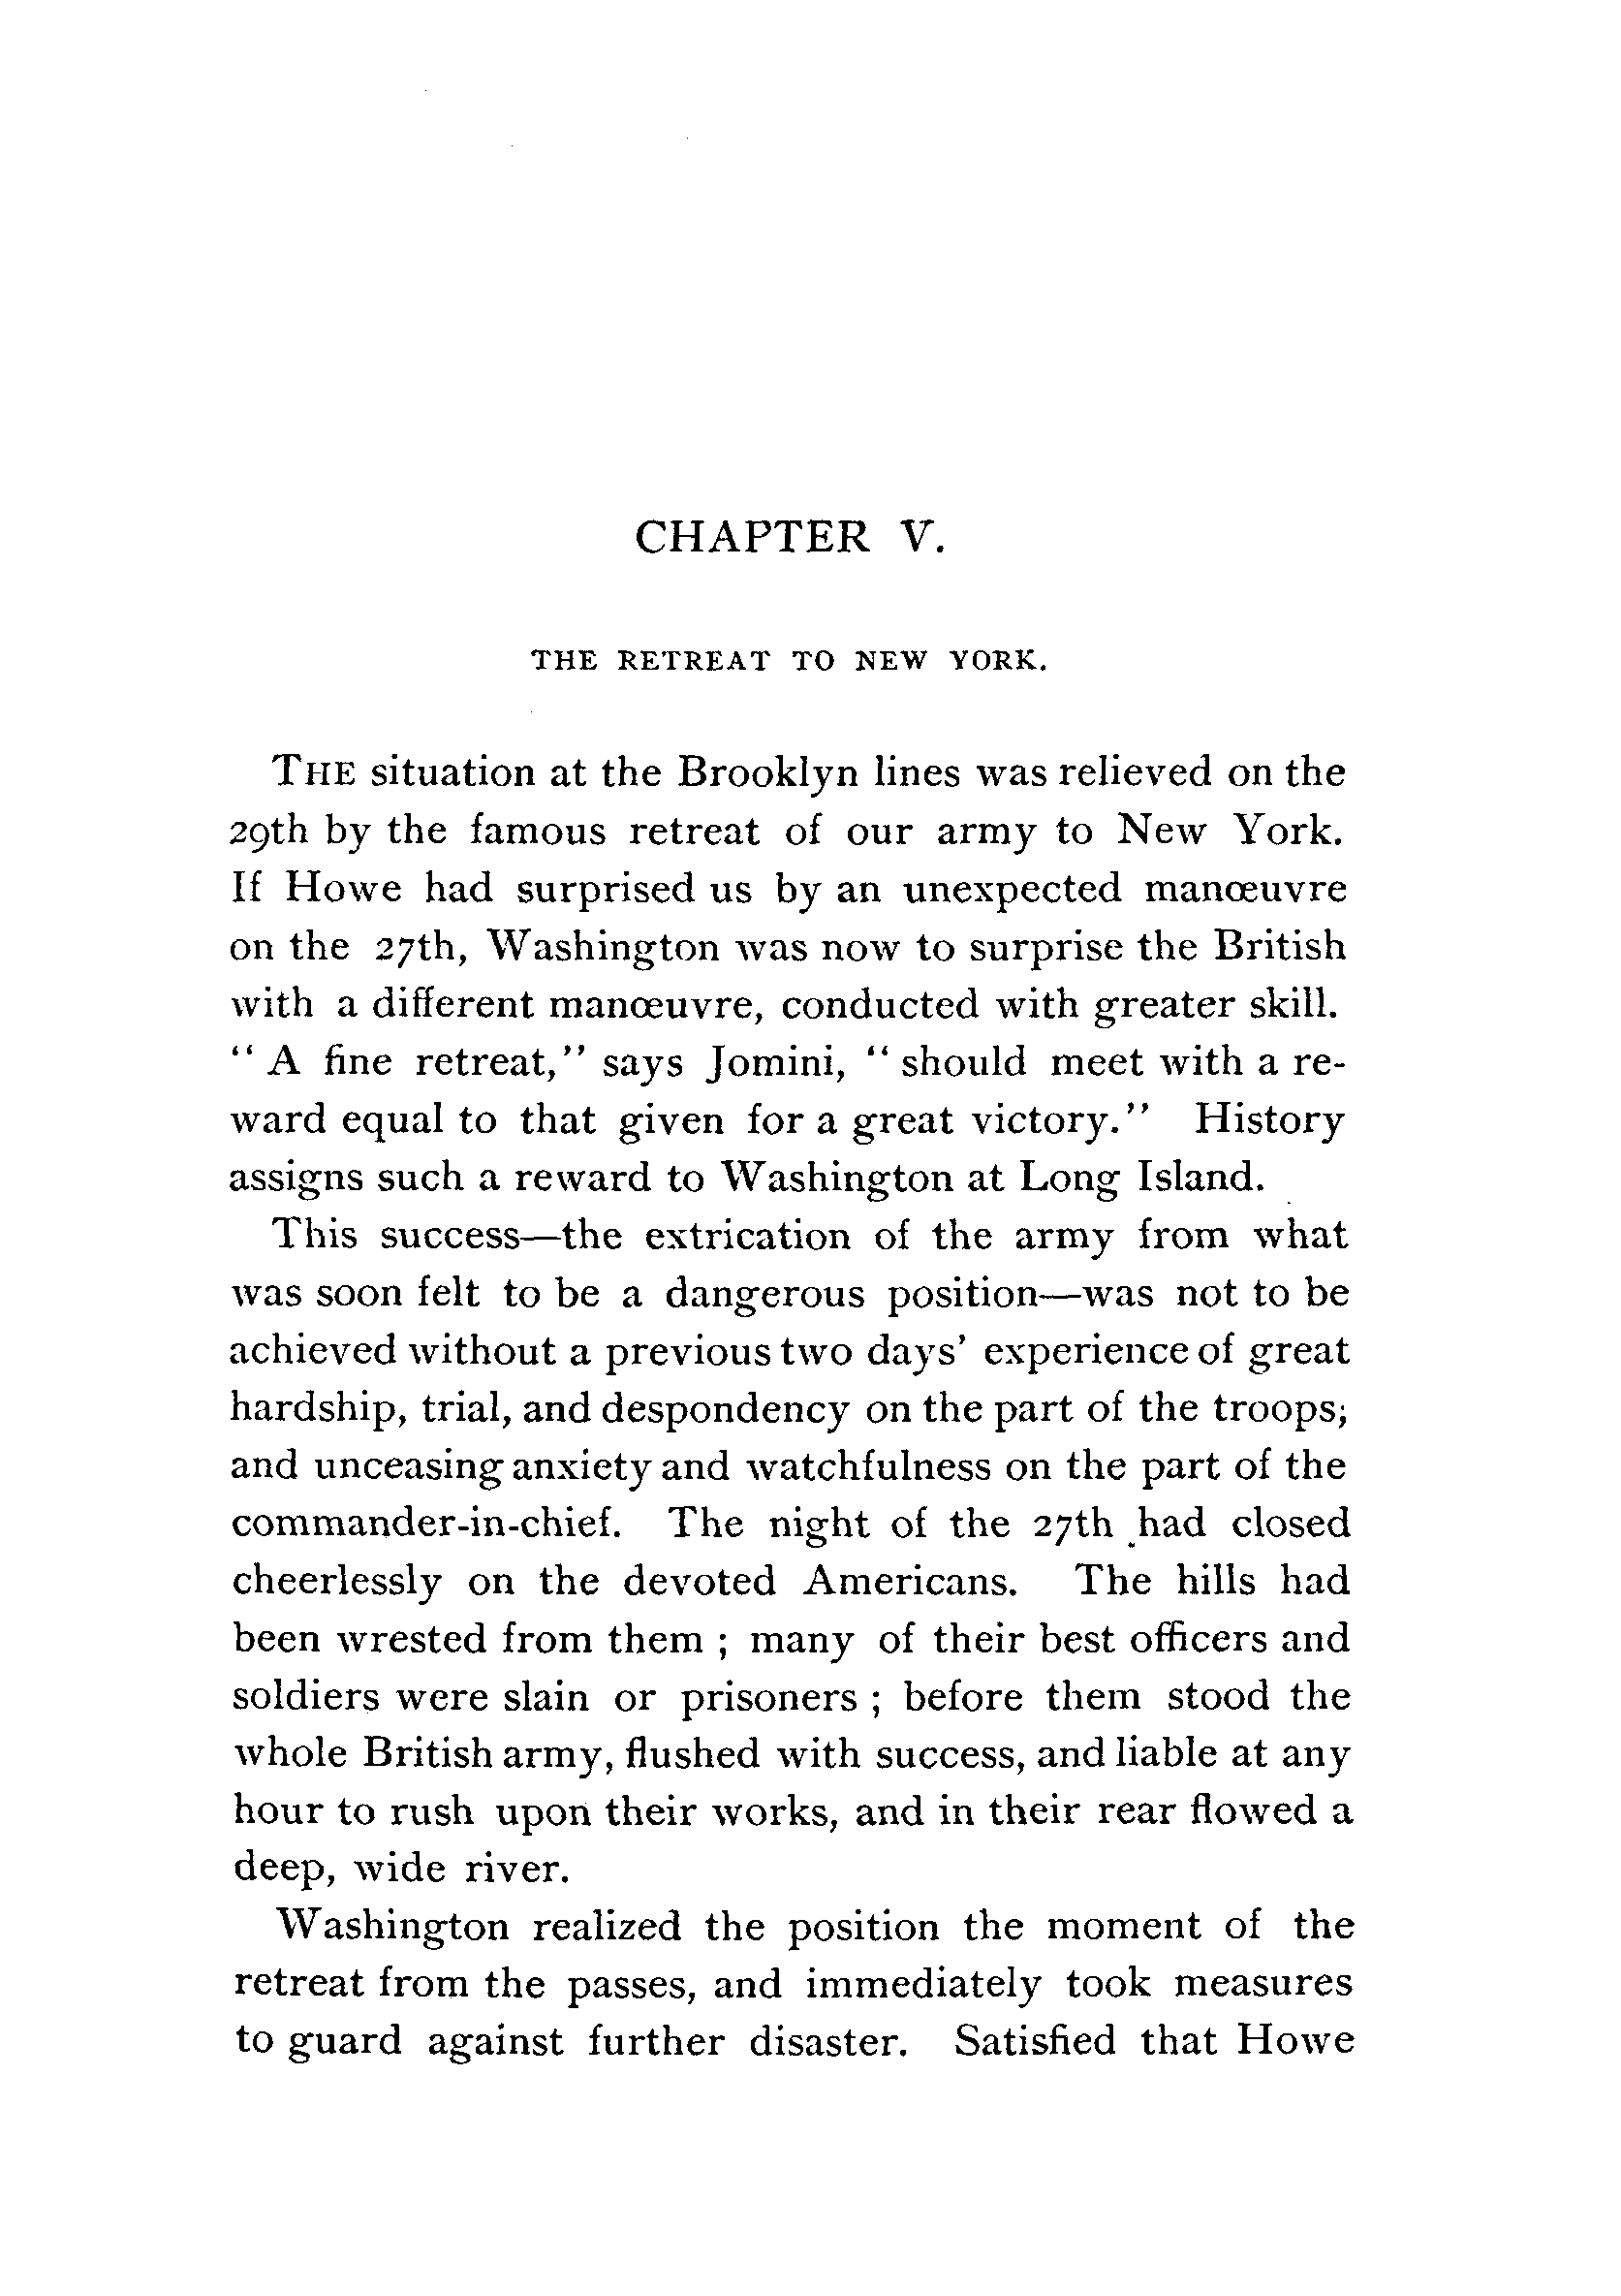 CHAPTER V.
THE RETREAT TO NEW YORK.
THE situation at the Brooklyn lines was relieved on the
29th by the famous retreat of our army to New York.
If Howe had surprised us by an unexpected manœuvre
on the 27th, Washington was now to surprise the British
with a different manœuvre, conducted with greater skill.
“ A fine retreat,” says Jomini, “ should meet with a re-
ward equal to that given for a great victory.” History
assigns such a reward to Washington at Long Island.
This success—the extrication of the army from what
was soon felt to be a dangerous position—was not to be
achieved without a previous two days’ experience of great
hardship, trial, and despondency on the part of the troops;
and unceasing anxiety and watchfulness on the part of the
commander-in-chief. The night of the 27th had closed
cheerlessly on the devoted Americans. The hills had
been wrested from them ; many of their best officers and
soldiers were slain or prisoners ; before them stood the
whole British army, flushed with success, and liable at any
hour to rush upon their works, and in their rear flowed a
deep, wide river.
Washington realized the position the moment of the
retreat from the passes, and immediately took measures
to guard against further disaster. Satisfied that Howe